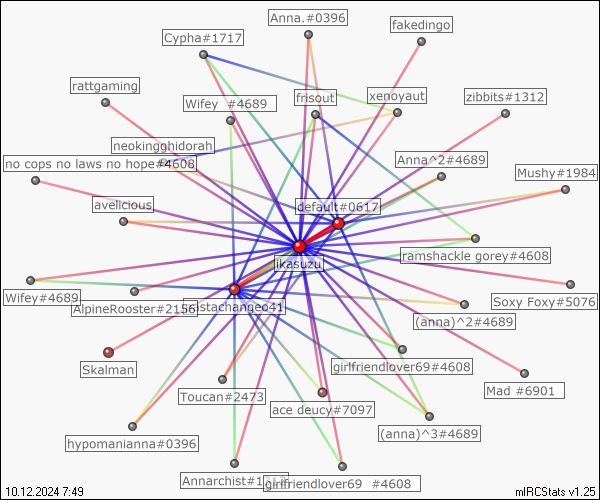 Anna.#0396
fakedingo
Cypha#1717
rattgaming
Wifey #4689
frisout
xenoyaut
zibbits#1312
neokingghidorah
no cops no laws no hope#4608
Anna^2#4689
Mushy#1984
avelicious
default#0617
ikasuzu
ramshackle gorey#4608
Wifey#4689
AlpineRooster#2156
Soxy Foxy#5076
(anna)^2#4689
Skalman
girlfriendlover69#4608
Mad #6901
Toucan#2473
ace deucy#7097
hypomanianna#0396
(anna)^3#4689
girlfriendlover69 #4608
10.12.2024 7:49
mIRCStats v1.25